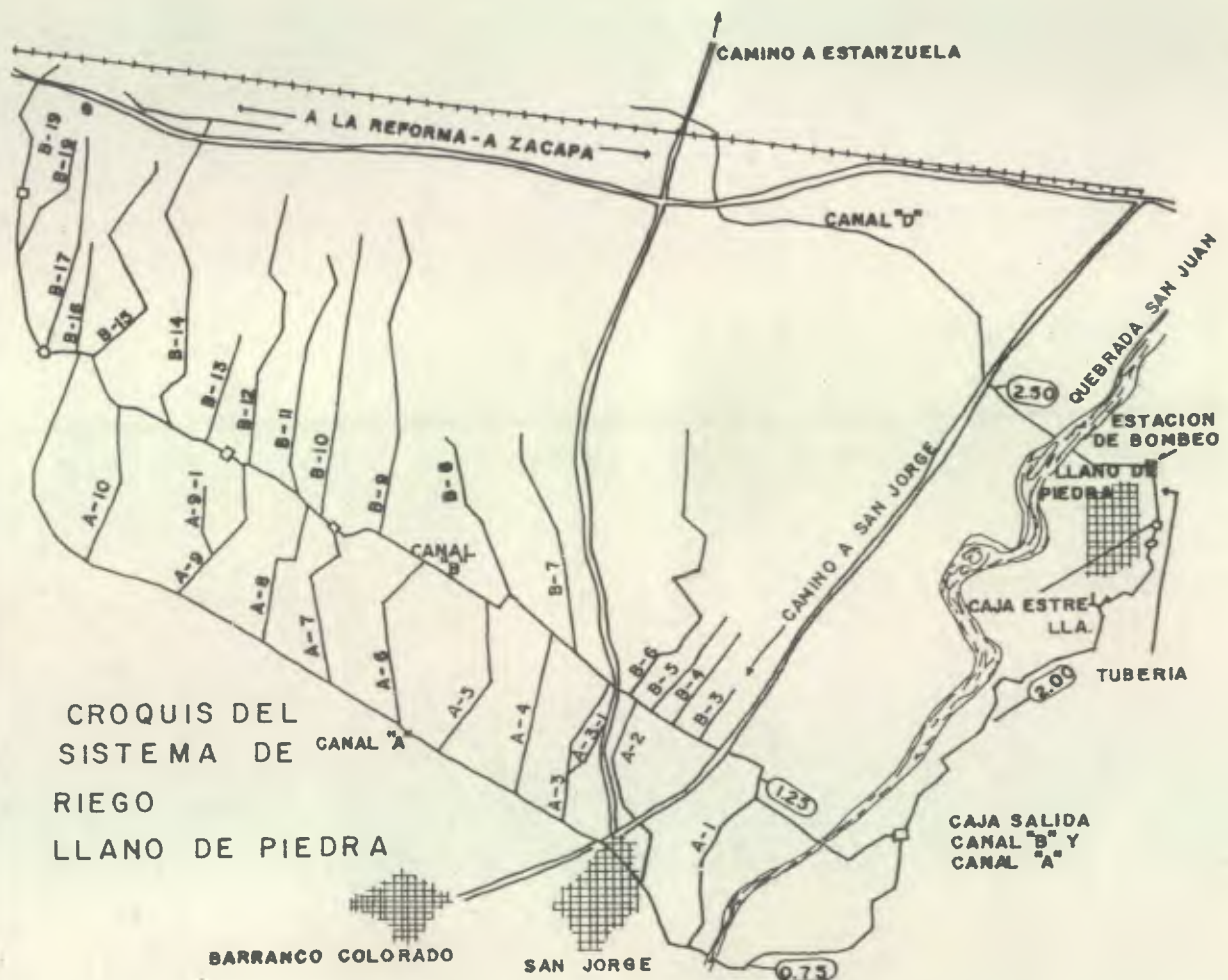 CAMINO A ESTANZUELA
A LA REFORMA-A ZACAPA
B-19
B-17
B-16
B-15
B-14
B-13
B-12
B-11
B-10
B-9
B-8
B-7
B-6
B-5
B-4
B-3
CANAL "D"
QUEBRADA SAN JUAN
2.50
ESTACION
DE BOMBEO
LLANO DE
PIEDRA
CAMINO A SAN JORGE
CANAL
"B"
A-10
A-9-1
A-9
A-8
A-7
A-6
A-5
A-4
A-3
A-3-1
A-2
A-1
CAJA ESTRE
LLA.
TUBERIA
2.00
1.25
0.75
CROQUIS DEL
SISTEMA DE
RIEGO
LLANO DE PIEDRA
CANAL "A"
CAJA SALIDA
CANAL "B" Y
CANAL "A"
BARRANCO COLORADO
SAN JORGE